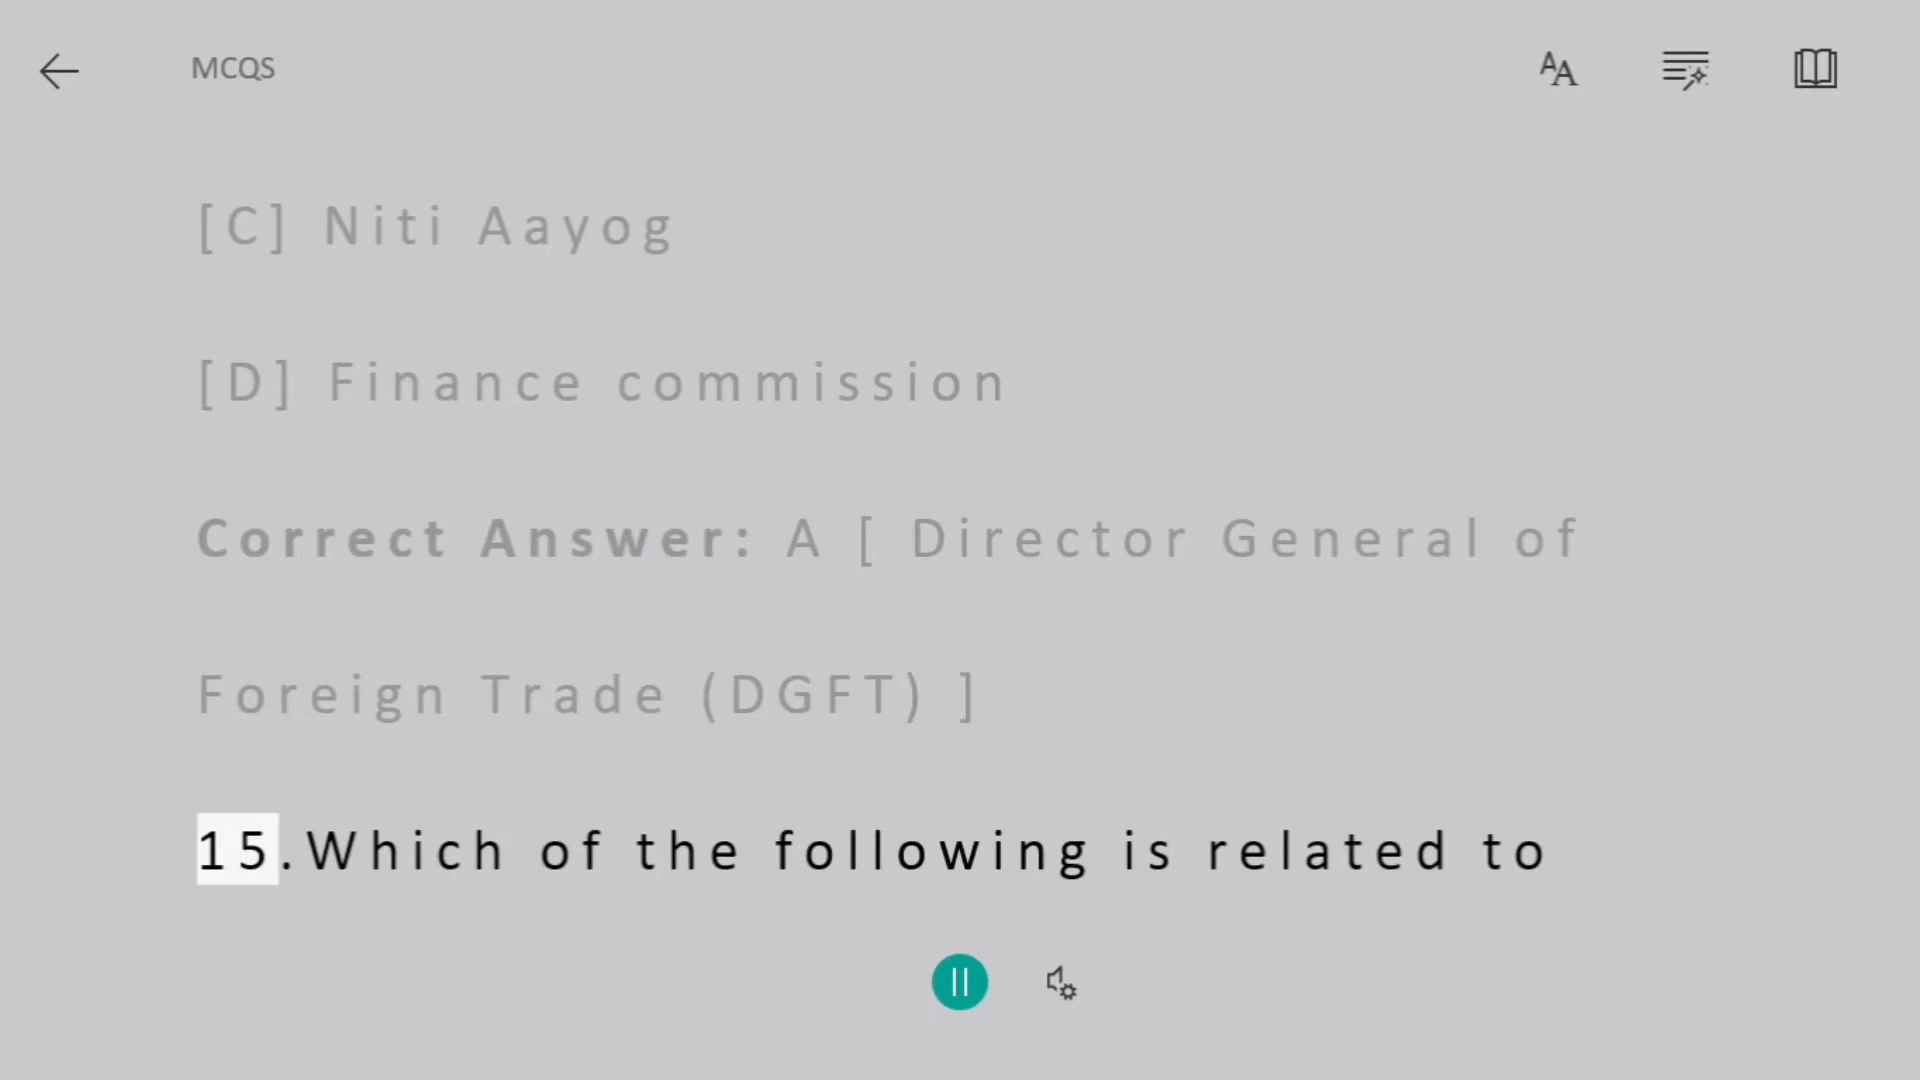 MCQS
[C] Niti Aayog
[D] Finance commission
Correct Answer: A [ Director General of
Foreign Trade (DGFT) ]
15.Which of the following is related to